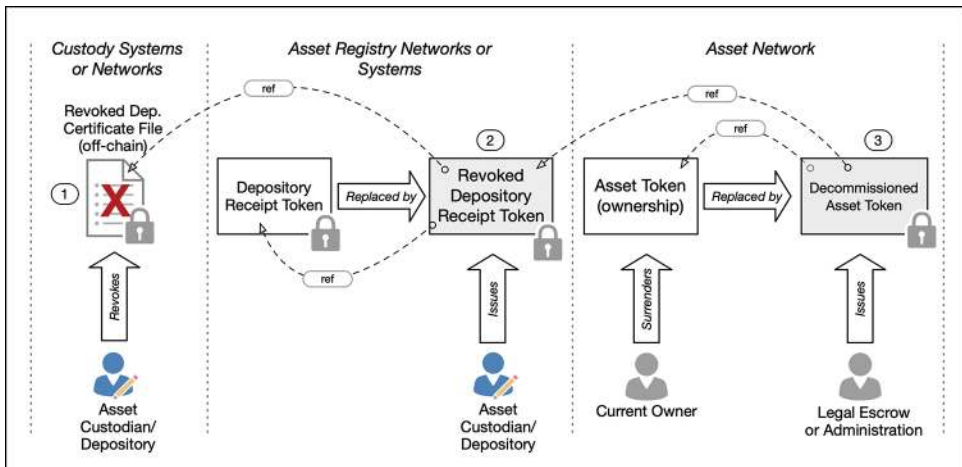 Custody Systems
or Networks
Asset Registry Networks or
Systems
Asset Network
Revoked Dep.
Certificate File
(off-chain)
ref
ref
ref
1
2
3
X
Depository
Receipt Token
Replaced by
Revoked
Depository
Receipt Token
Asset Token
(ownership)
Replaced by
Decommissioned
Asset Token
ref
Revokes
Issues
Surrenders
Issues
Asset
Custodian/
Depository
Asset
Custodian/
Depository
Current Owner
Legal Escrow
or Administration